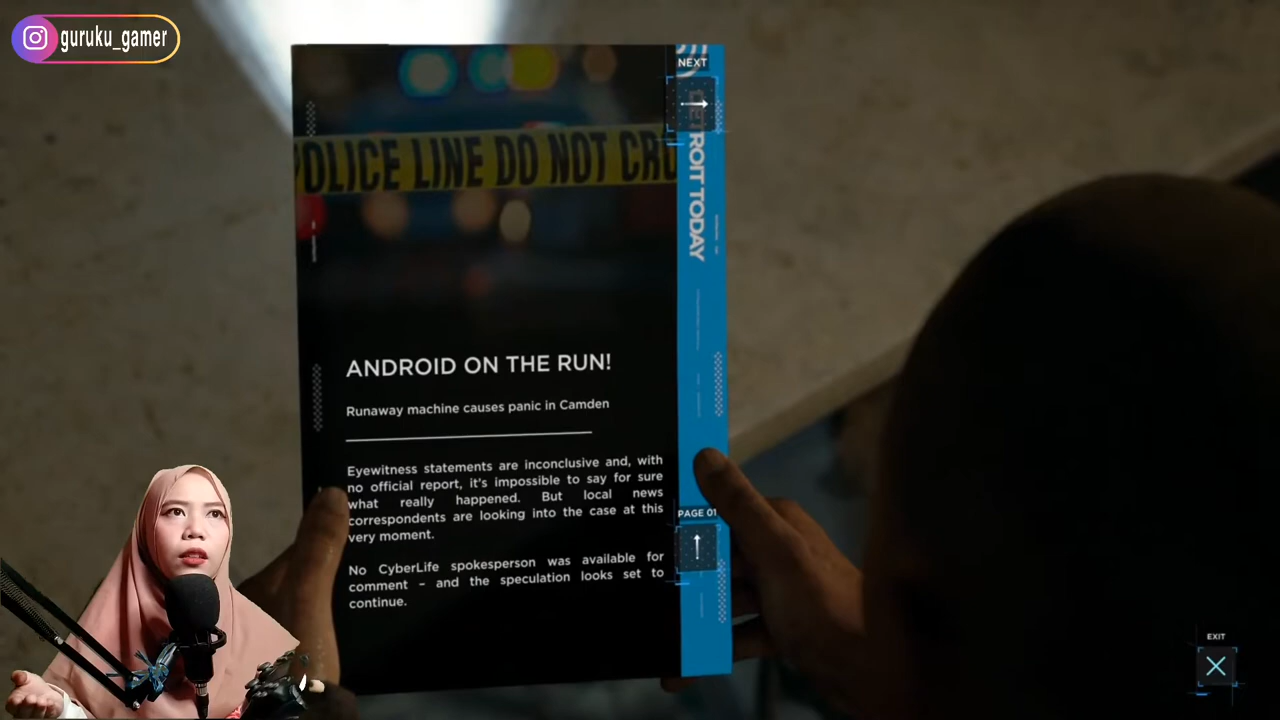 guruku_gamer
NEXT
DETROIT TODAY
POLICE LINE DO NOT CRO
ANDROID ON THE RUN!
Runaway machine causes panic in Camden
Eyewitness statements are inconclusive and, with
no official report, it's impossible to say for sure
what really happened. But local news
correspondents are looking into the case at this
very moment.
No CyberLife spokesperson was available for
comment – and the speculation looks set to
continue.
PAGE 01
EXIT